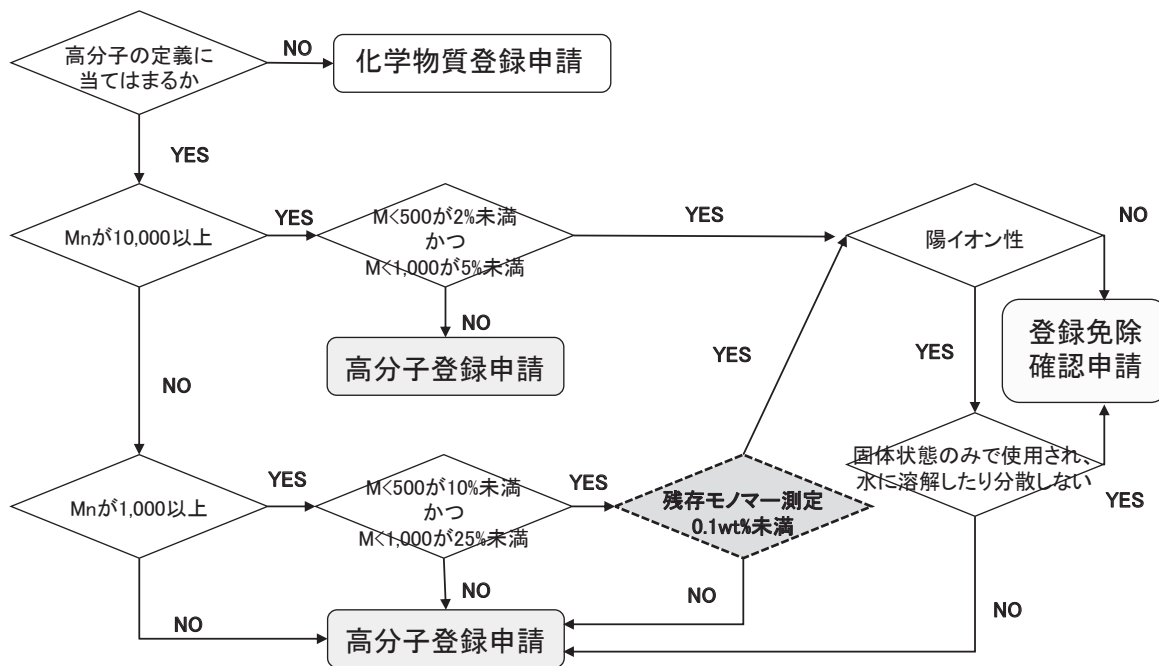 高分子の定義に
当てはまるか
NO
化学物質登録申請
YES
Mnが10,000以上
YES
M<500が2%未満
かつ
M<1,000が5%未満
YES
陽イオン性
NO
NO
高分子登録申請
YES
YES
登録免除
確認申請
NO
固体状態のみで使用され、
水に溶解したり分散しない
YES
Mnが1,000以上
YES
M<500が10%未満
かつ
M<1,000が25%未満
YES
残存モノマー測定
0.1wt%未満
NO
NO
NO
NO
高分子登録申請